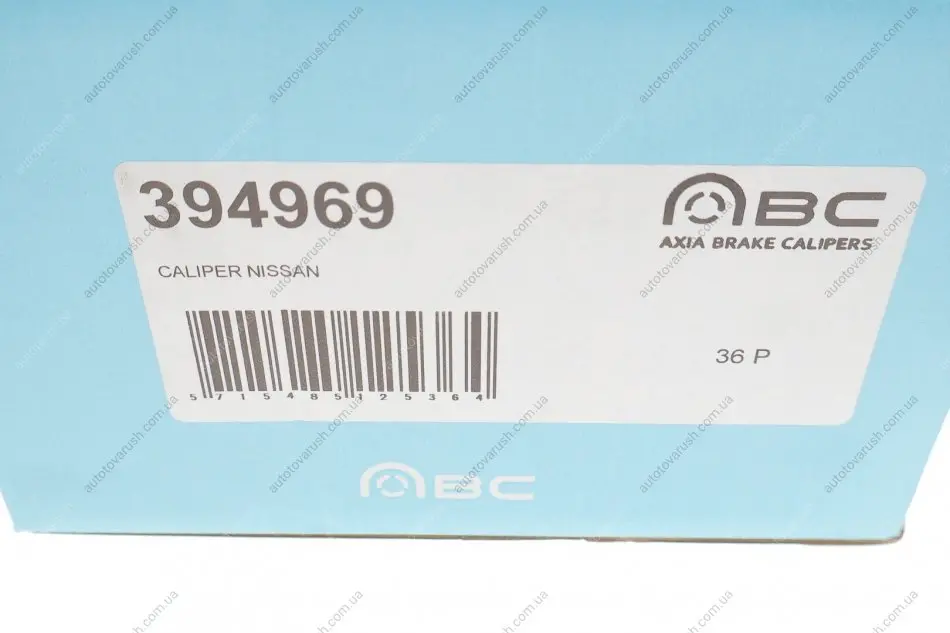 394969
ABC
AXIA BRAKE CALIPERS
CALIPER NISSAN
5715485125364
36 P
ABC
autotovarush.com.ua